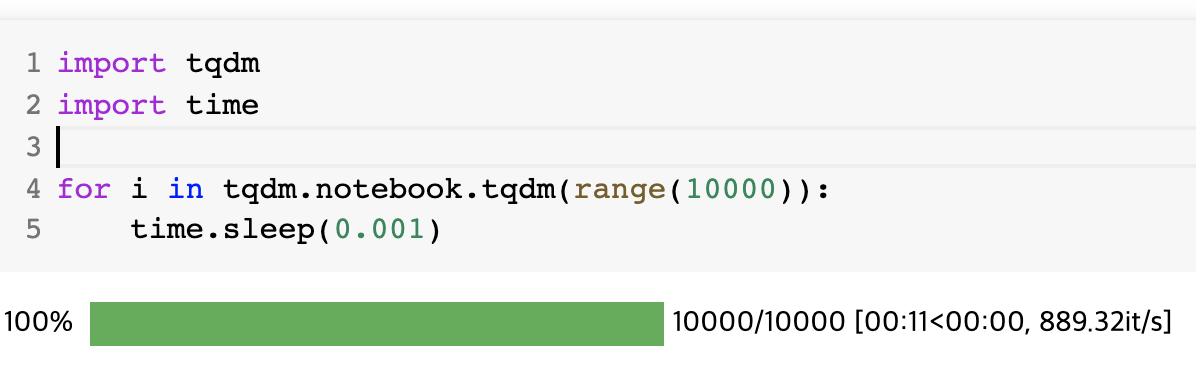 1 import tqdm
2 import time
3
4 for i in tqdm.notebook.tqdm(range(10000)):
5     time.sleep(0.001)
100% 10000/10000 [00:11<00:00, 889.32it/s]